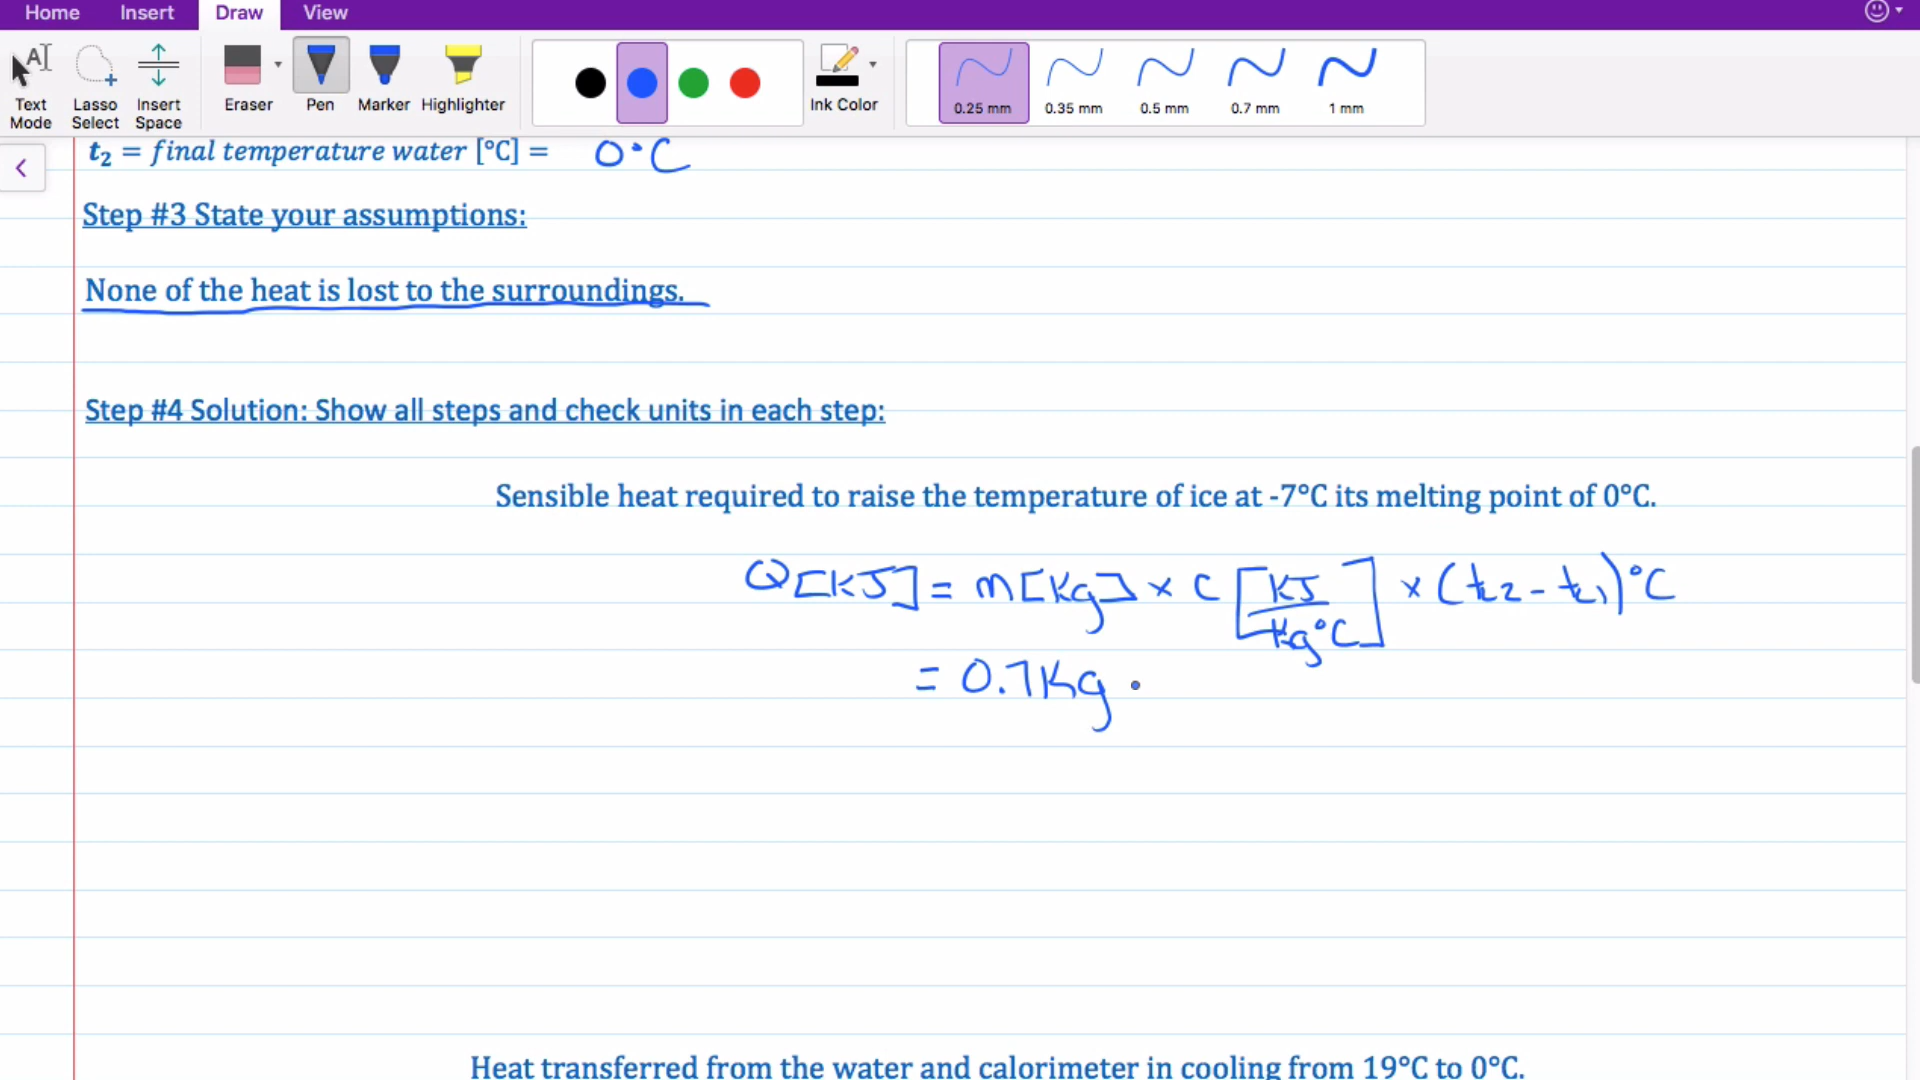 Home Insert Draw View
Text Mode Lasso Select Insert Space Eraser Pen Marker Highlighter Ink Color 0.25 mm 0.35 mm 0.5 mm 0.7 mm 1 mm
t₂ = final temperature water [°C] = 0°C
Step #3 State your assumptions:
None of the heat is lost to the surroundings.
Step #4 Solution: Show all steps and check units in each step:
Sensible heat required to raise the temperature of ice at -7°C its melting point of 0°C.
Q[KJ] = m[Kg] × C [KJ/Kg°C] × (t2 - t1)°C
= 0.7Kg
Heat transferred from the water and calorimeter in cooling from 19°C to 0°C.